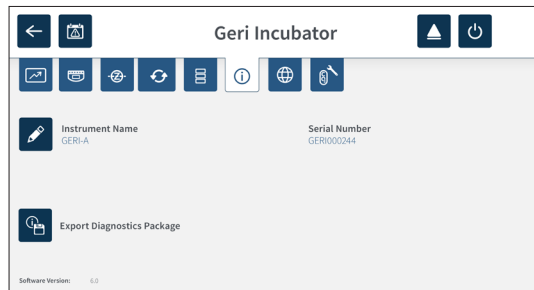 Geri Incubator
Instrument Name
GERI-A
Serial Number
GERI000244
Export Diagnostics Package
Software Version: 6.0